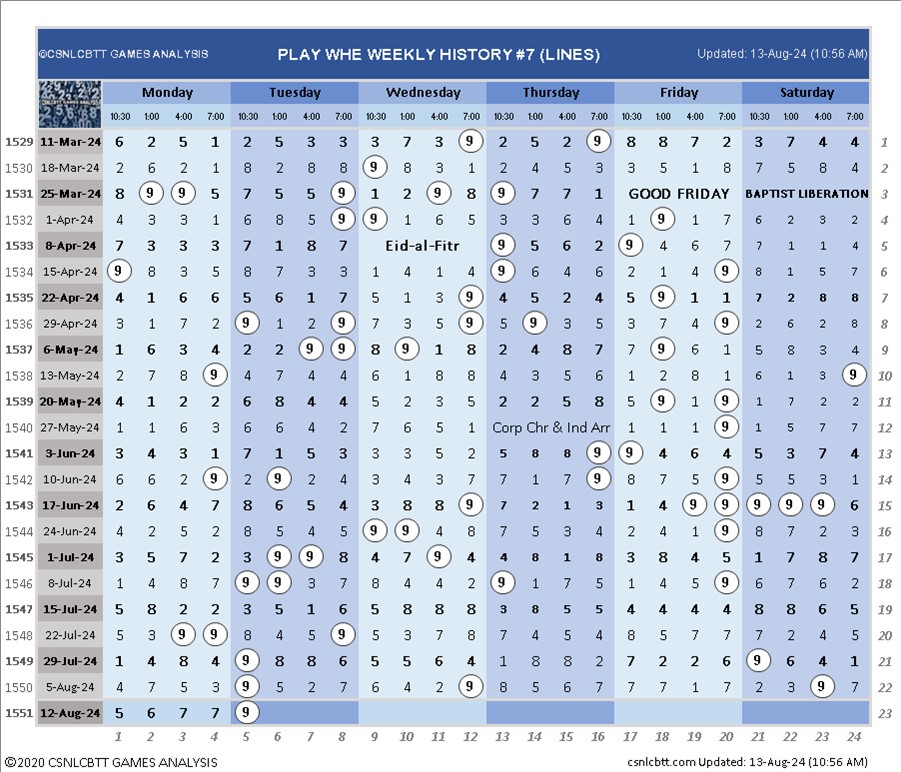 ©CSNLCBTT GAMES ANALYSIS PLAY WHE WEEKLY HISTORY #7 (LINES) Updated: 13-Aug-24 (10:56 AM)
Monday Tuesday Wednesday Thursday Friday Saturday
10:30 1:00 4:00 7:00 10:30 1:00 4:00 7:00 10:30 1:00 4:00 7:00 10:30 1:00 4:00 7:00 10:30 1:00 4:00 7:00 10:30 1:00 4:00 7:00
1529 11-Mar-24 6 2 5 1 2 5 3 3 3 7 3 9 2 5 2 9 8 8 7 2 3 7 4 4 1
1530 18-Mar-24 2 6 2 1 8 2 8 8 9 8 3 1 2 4 5 3 3 5 1 8 7 5 8 4 2
1531 25-Mar-24 8 9 9 5 7 5 5 9 1 2 9 8 9 7 7 1 GOOD FRIDAY BAPTIST LIBERATION 3
1532 1-Apr-24 4 3 3 1 6 8 5 9 9 1 6 5 3 3 6 4 1 9 1 7 6 2 3 2 4
1533 8-Apr-24 7 3 3 3 7 1 8 7 Eid-al-Fitr 9 5 6 2 9 4 6 7 7 1 1 4 5
1534 15-Apr-24 9 8 3 5 8 7 3 3 1 4 1 4 9 6 4 6 2 1 4 9 8 1 5 7 6
1535 22-Apr-24 4 1 6 6 5 6 1 7 5 1 3 9 4 5 2 4 5 9 1 1 7 2 8 8 7
1536 29-Apr-24 3 1 7 2 9 1 2 9 7 3 5 9 5 9 3 5 3 7 4 9 2 6 2 8 8
1537 6-May-24 1 6 3 4 2 2 9 9 8 9 1 8 2 4 8 7 7 9 6 1 5 8 3 4 9
1538 13-May-24 2 7 8 9 4 7 4 4 6 1 8 8 4 3 5 6 1 2 8 1 6 1 3 9 10
1539 20-May-24 4 1 2 2 6 8 4 4 5 2 3 5 2 2 5 8 5 9 1 9 1 7 2 2 11
1540 27-May-24 1 1 6 3 6 6 4 2 7 6 5 1 Corp Chr & Ind Arr 1 1 1 9 1 5 7 7 12
1541 3-Jun-24 3 4 3 1 7 1 5 3 3 3 5 2 5 8 8 9 9 4 6 4 5 3 7 4 13
1542 10-Jun-24 6 6 2 9 2 9 2 4 3 4 3 7 7 1 1 9 8 7 5 9 5 5 3 1 14
1543 17-Jun-24 2 6 4 7 8 6 5 4 3 8 8 9 7 2 1 3 1 4 9 9 9 9 9 6 15
1544 24-Jun-24 4 2 5 2 8 5 4 5 9 9 4 4 7 5 3 4 2 4 1 9 8 7 2 3 16
1545 1-Jul-24 3 5 7 2 3 9 9 8 4 7 9 4 4 8 1 8 3 8 4 5 1 7 8 7 17
1546 8-Jul-24 1 4 8 7 9 9 3 7 8 4 4 2 9 1 7 5 1 4 5 9 6 7 6 2 18
1547 15-Jul-24 5 8 2 2 3 5 1 6 5 8 8 8 3 8 5 5 4 4 4 4 8 8 6 5 19
1548 22-Jul-24 5 3 9 9 8 4 5 9 5 3 7 8 7 4 5 4 8 5 7 7 7 2 4 5 20
1549 29-Jul-24 1 4 8 4 9 8 8 6 5 5 6 4 1 8 8 2 7 2 2 6 9 6 4 1 21
1550 5-Aug-24 4 7 5 3 9 5 2 7 6 4 2 9 8 5 6 7 7 7 1 7 2 3 9 7 22
1551 12-Aug-24 5 6 7 7 9 23
1 2 3 4 5 6 7 8 9 10 11 12 13 14 15 16 17 18 19 20 21 22 23 24
©2020 CSNLCBTT GAMES ANALYSIS csnlcbtt.com Updated: 13-Aug-24 (10:56 AM)